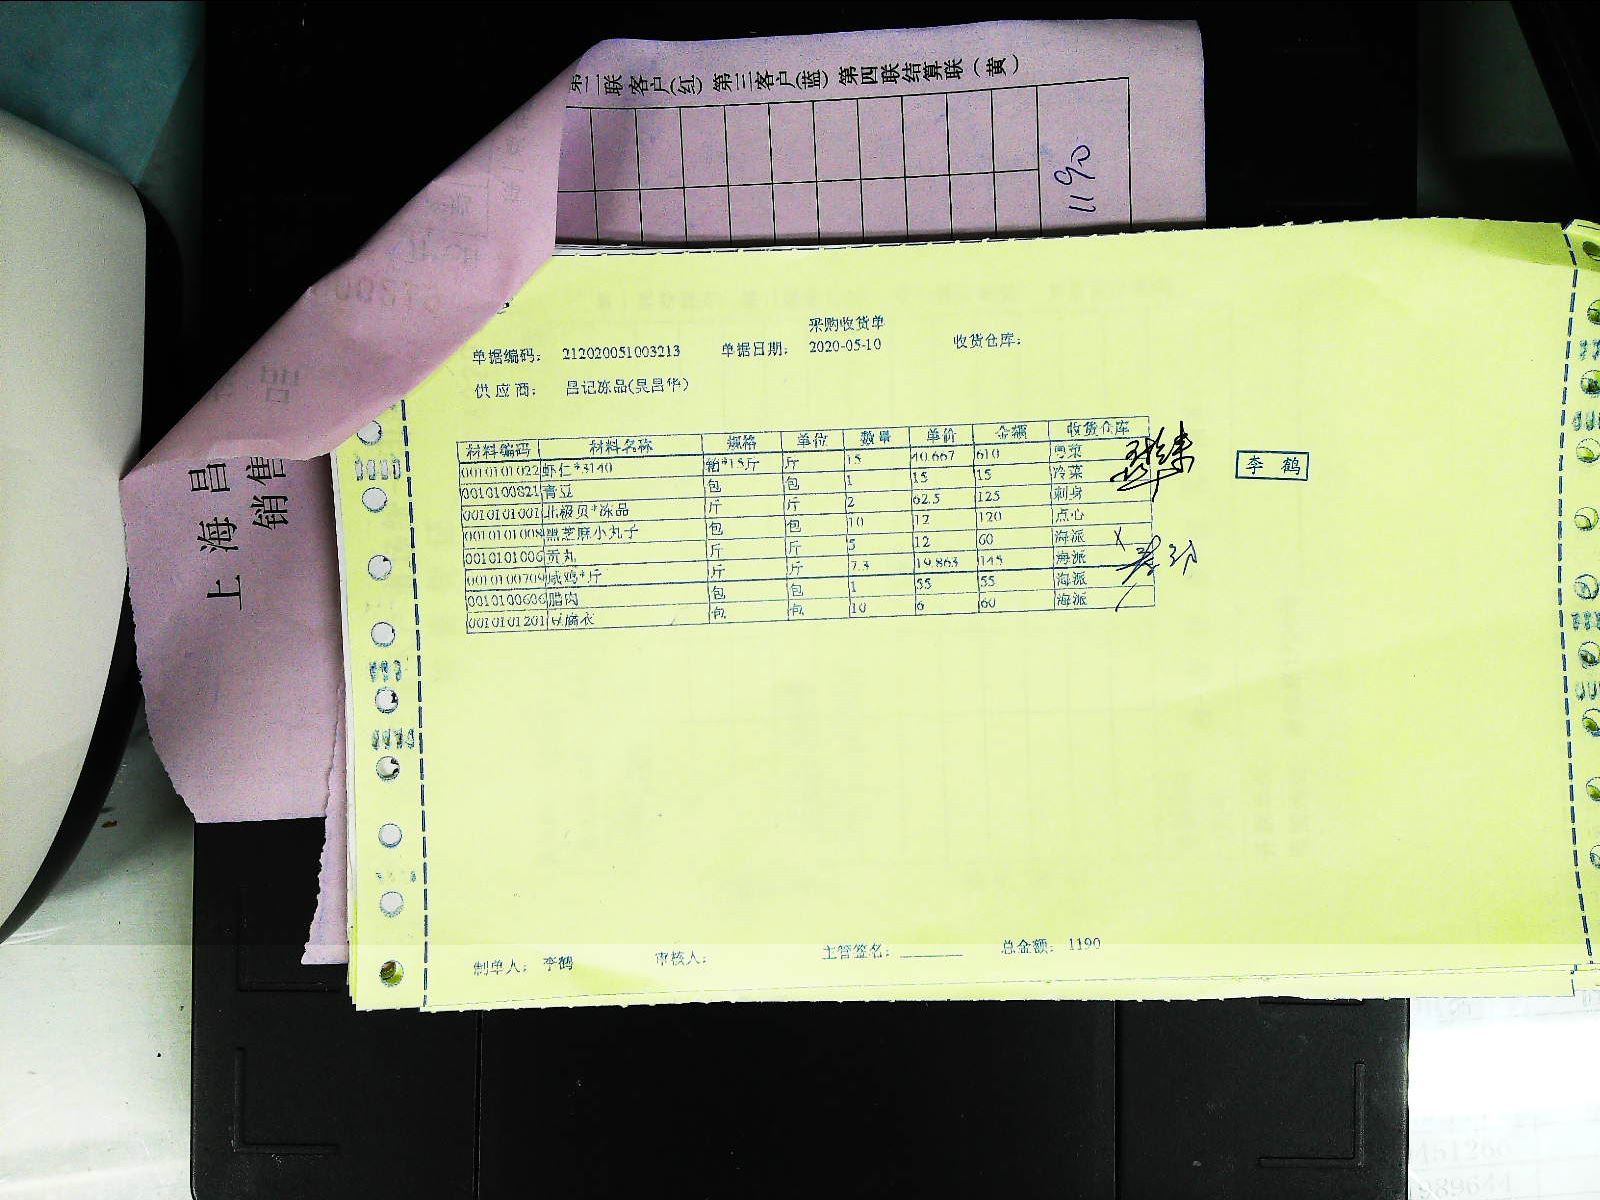 第二联客户(红) 第三客户(蓝) 第四联结算联（黄）
1190
上海昌
销售
采购收货单
单据编码： 212020051003213 单据日期： 2020-05-10 收货仓库：
供应商： 吕记冻品(晁昌华)
材料编码 材料名称 规格 单位 数量 单价 金额 收货仓库
0010101022 虾仁*3140 箱*15斤 斤 15 40.667 610 粤菜
0010100821 青豆 包 包 1 15 15 冷菜
0010101001 北极贝*冻品 斤 斤 2 62.5 125 刺身
0010101008 黑芝麻小丸子 包 包 10 12 120 点心
0010101006 贡丸 斤 斤 5 12 60 海派
0010100709 咸鸡*斤 斤 斤 7.3 19.863 145 海派
0010100606 腊肉 包 包 1 55 55 海派
0010101201 豆腐衣 包 包 10 6 60 海派
李 鹤
制单人： 李鹤 审核人： 主管签名： 总金额： 1190